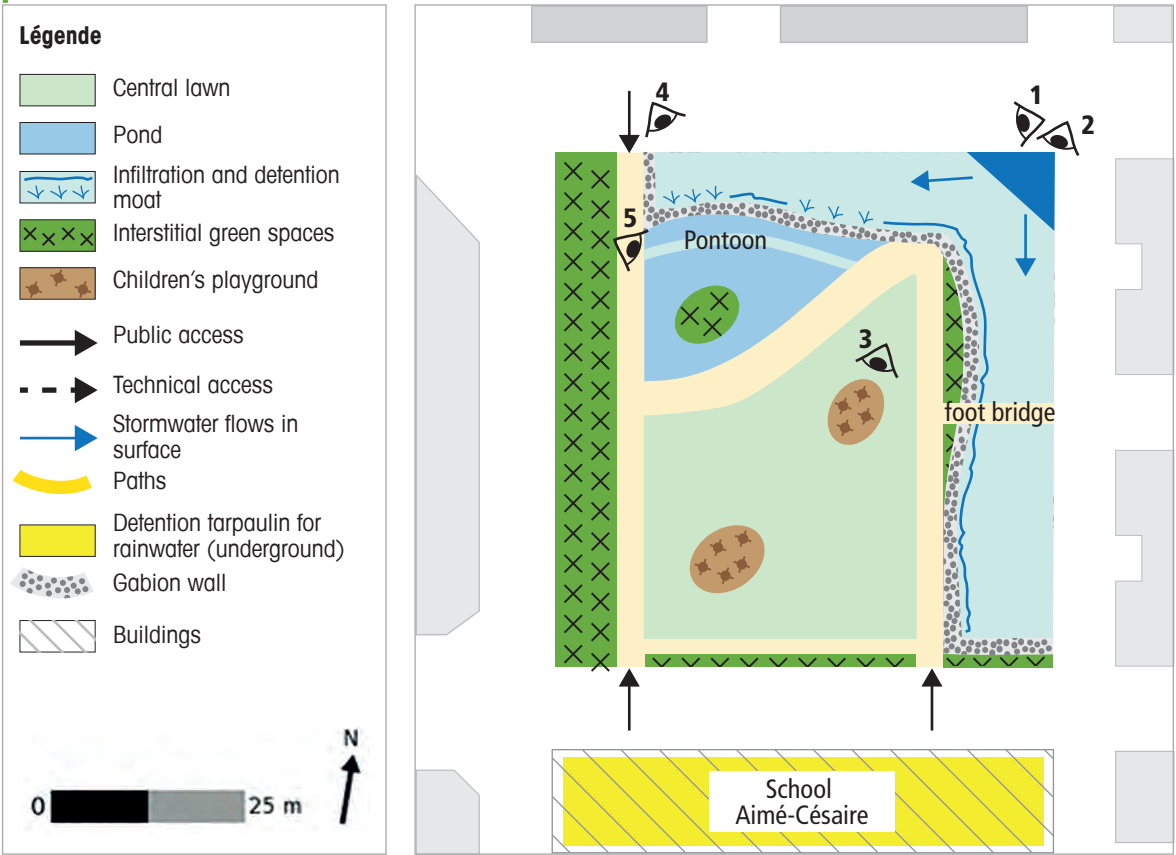 Légende
Central lawn
Pond
Infiltration and detention
moat
Interstitial green spaces
Children's playground
Public access
Technical access
Stormwater flows in
surface
Paths
Detention tarpaulin for
rainwater (underground)
Gabion wall
Buildings
N
0
25 m
4
1
2
5
Pontoon
3
foot bridge
School
Aimé-Césaire